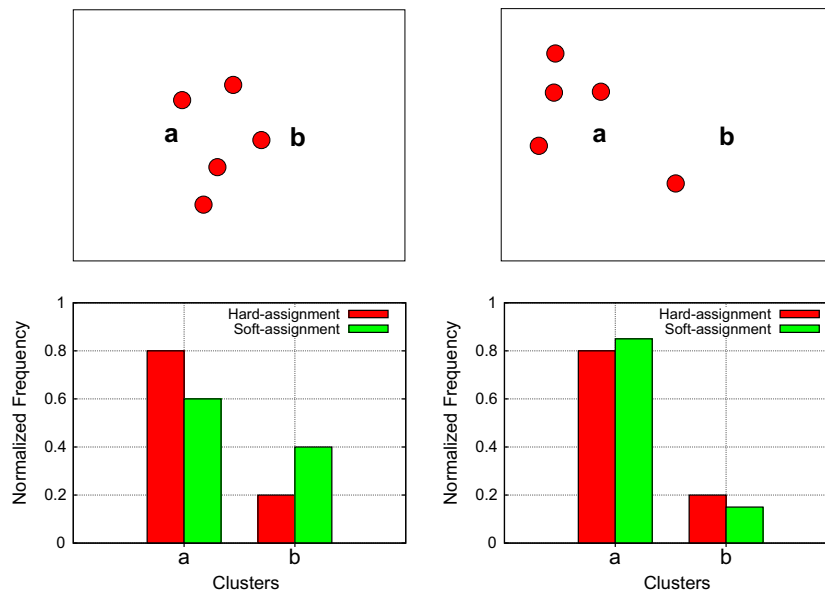 a b
a b
1
0.8
0.6
0.4
0.2
0
Normalized Frequency
Hard-assignment
Soft-assignment
a b
Clusters
1
0.8
0.6
0.4
0.2
0
Normalized Frequency
Hard-assignment
Soft-assignment
a b
Clusters